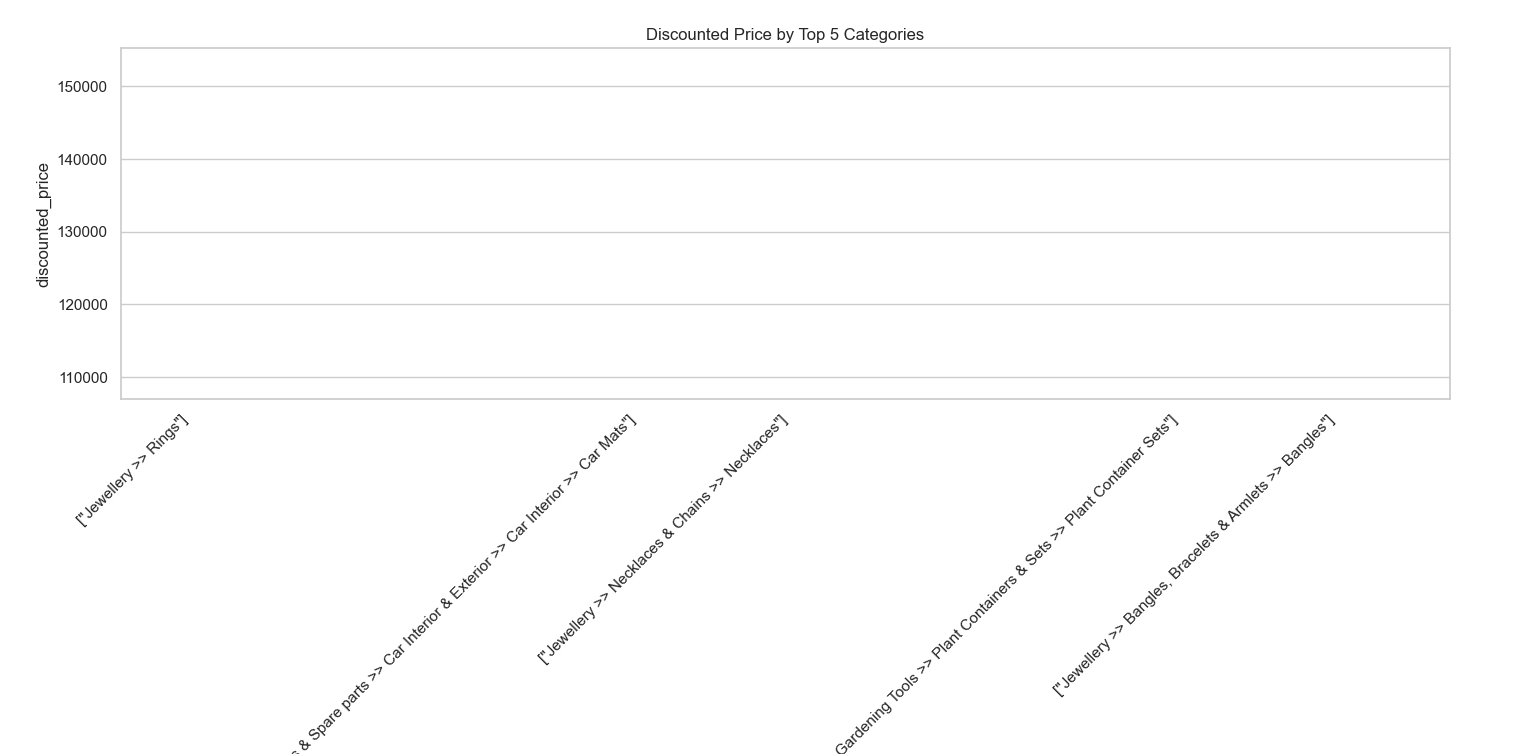 Discounted Price by Top 5 Categories
discounted_price
150000
140000
130000
120000
110000
["Jewellery >> Rings"]
& Spare parts >> Car Interior & Exterior >> Car Interior >> Car Mats"]
["Jewellery >> Necklaces & Chains >> Necklaces"]
Gardening Tools >> Plant Containers & Sets >> Plant Container Sets"]
["Jewellery >> Bangles, Bracelets & Armlets >> Bangles"]